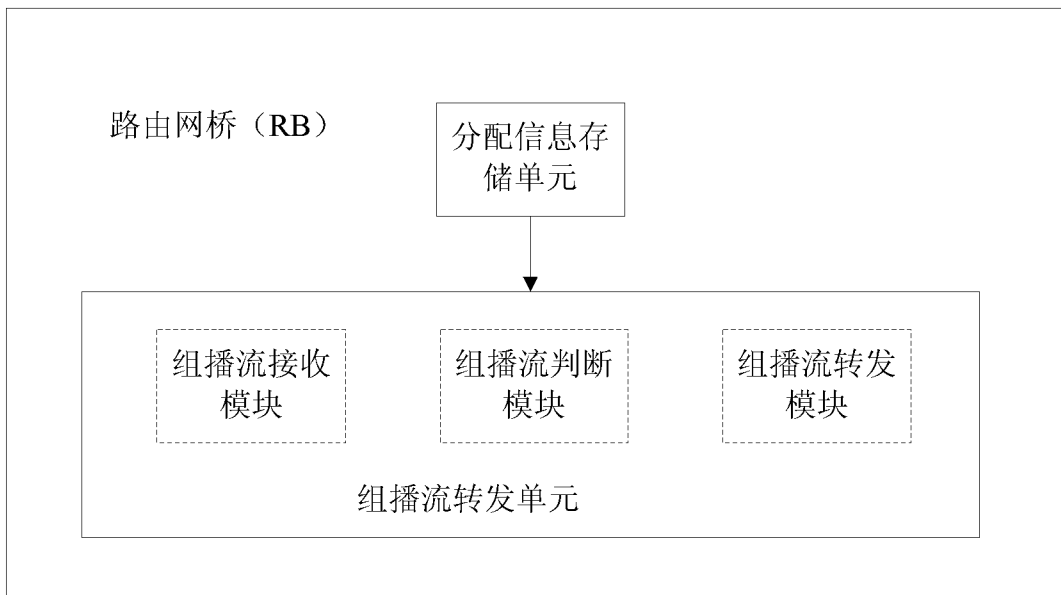 路由网桥（RB）
分配信息存
储单元
组播流接收
模块
组播流判断
模块
组播流转发
模块
组播流转发单元